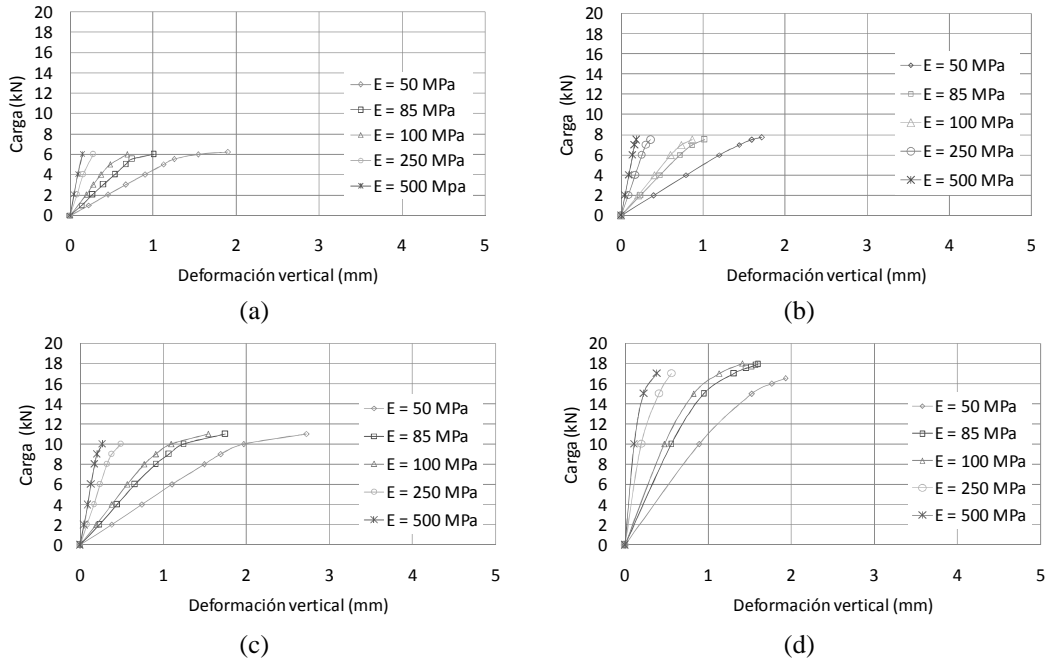 20
18
16
14
12
10
8
6
4
2
0
Carga (kN)
0 1 2 3 4 5
Deformación vertical (mm)
E = 50 MPa
E = 85 MPa
E = 100 MPa
E = 250 MPa
E = 500 Mpa
(a)
20
18
16
14
12
10
8
6
4
2
0
Carga (kN)
0 1 2 3 4 5
Deformación vertical (mm)
E = 50 MPa
E = 85 MPa
E = 100 MPa
E = 250 MPa
E = 500 MPa
(b)
20
18
16
14
12
10
8
6
4
2
0
Carga (kN)
0 1 2 3 4 5
Deformación vertical (mm)
E = 50 MPa
E = 85 MPa
E = 100 MPa
E = 250 MPa
E = 500 MPa
(c)
20
18
16
14
12
10
8
6
4
2
0
Carga (kN)
0 1 2 3 4 5
Deformación vertical (mm)
E = 50 MPa
E = 85 MPa
E = 100 MPa
E = 250 MPa
E = 500 MPa
(d)